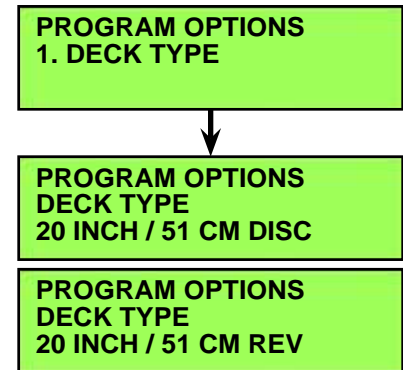 PROGRAM OPTIONS
1. DECK TYPE
PROGRAM OPTIONS
DECK TYPE
20 INCH / 51 CM DISC
PROGRAM OPTIONS
DECK TYPE
20 INCH / 51 CM REV